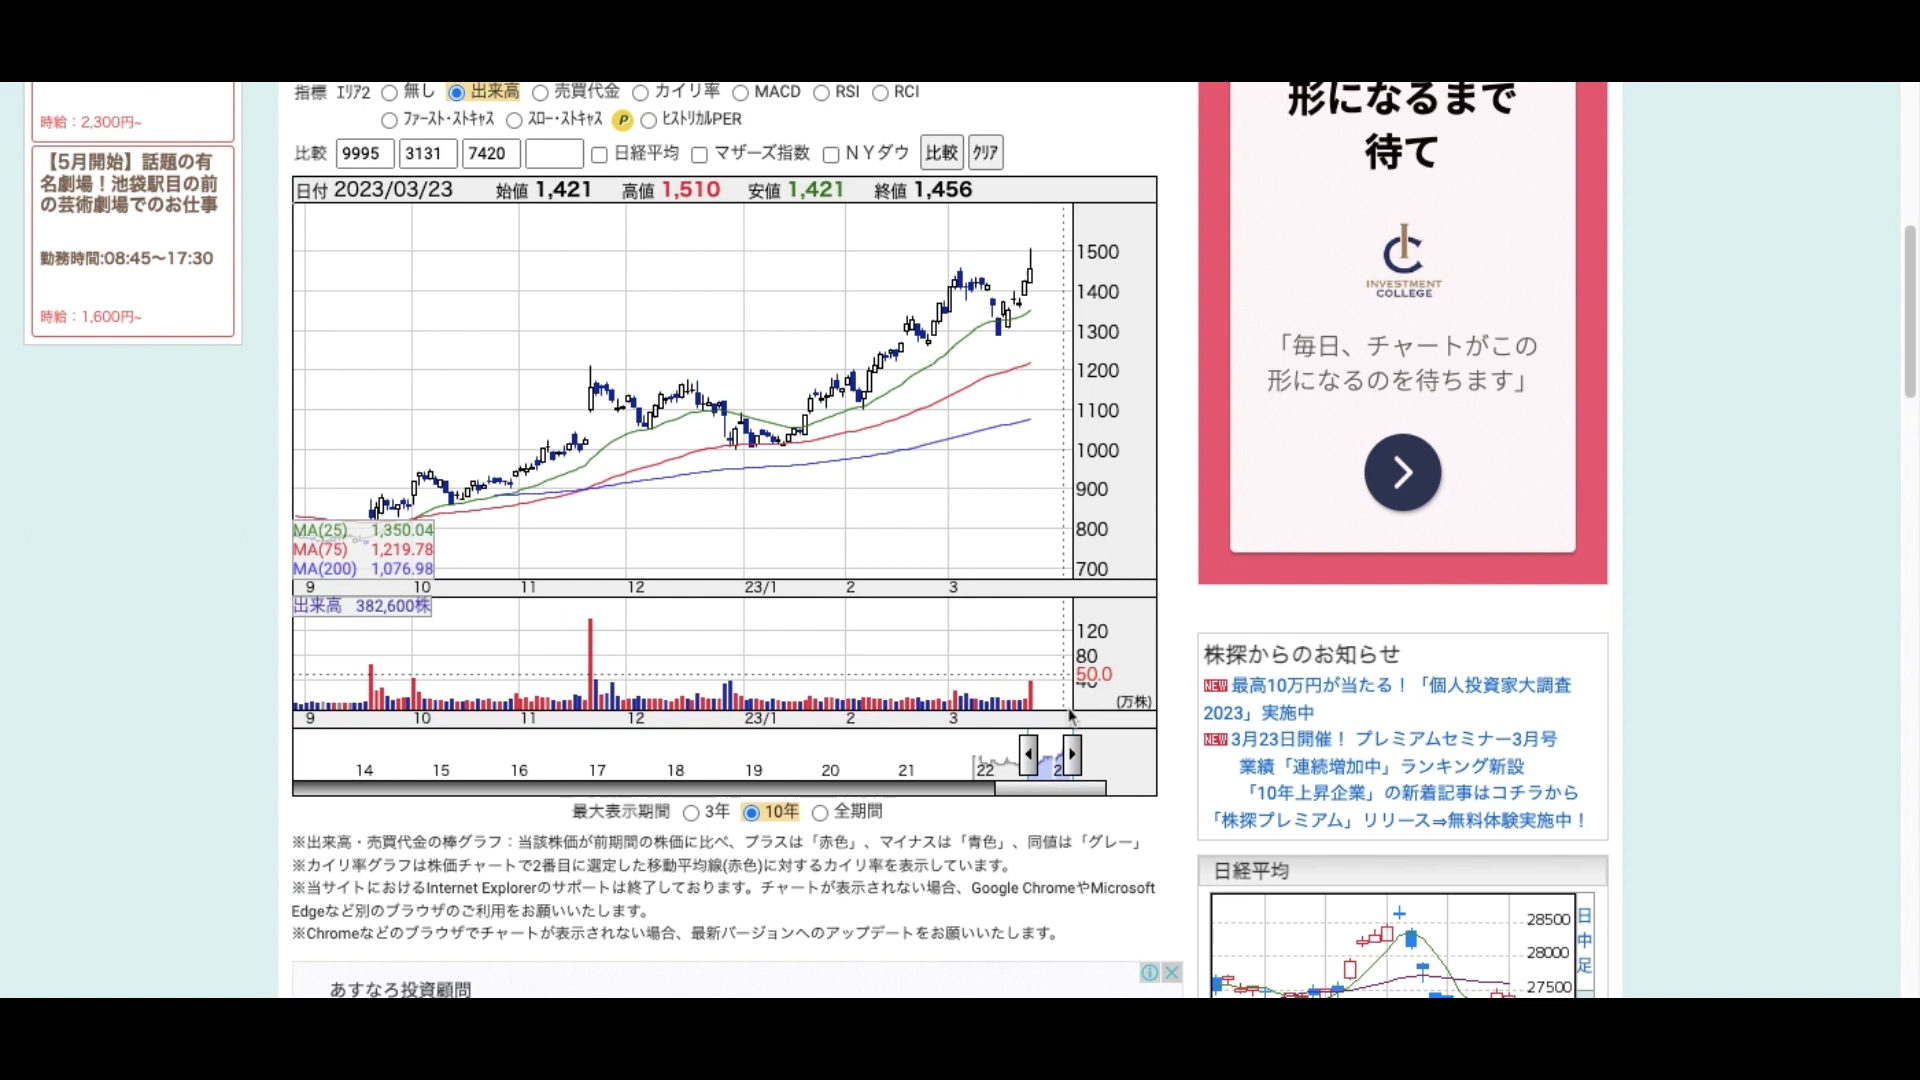 時給：2,300円~
【5月開始】話題の有
名劇場！池袋駅目の前
の芸術劇場でのお仕事
勤務時間:08:45〜17:30
時給：1,600円~
指標 ｴﾘｱ2 無し 出来高 売買代金 カイリ率 MACD RSI RCI
ﾌｧｰｽﾄ･ｽﾄｷｬｽ ｽﾛｰ･ｽﾄｷｬｽ P ﾋｽﾄﾘｶﾙPER
比較 9995 3131 7420 日経平均 マザーズ指数 ＮＹダウ 比較 ｸﾘｱ
日付 2023/03/23 始値 1,421 高値 1,510 安値 1,421 終値 1,456
1500
1400
1300
1200
1100
1000
900
800
700
MA(25) 1,350.04
MA(75) 1,219.78
MA(200) 1,076.98
9 10 11 12 23/1 2 3
出来高 382,600株
120
80
50.0
(万株)
9 10 11 12 23/1 2 3
14 15 16 17 18 19 20 21 22
最大表示期間 3年 10年 全期間
※出来高・売買代金の棒グラフ：当該株価が前期間の株価に比べ、プラスは「赤色」、マイナスは「青色」、同値は「グレー」
※カイリ率グラフは株価チャートで2番目に選定した移動平均線(赤色)に対するカイリ率を表示しています。
※当サイトにおけるInternet Explorerのサポートは終了しております。チャートが表示されない場合、Google ChromeやMicrosoft
Edgeなど別のブラウザのご利用をお願いいたします。
※Chromeなどのブラウザでチャートが表示されない場合、最新バージョンへのアップデートをお願いいたします。
あすなろ投資顧問
形になるまで
待て
INVESTMENT
COLLEGE
「毎日、チャートがこの
形になるのを待ちます」
株探からのお知らせ
NEW 最高10万円が当たる！「個人投資家大調査
2023」実施中
NEW 3月23日開催！ プレミアムセミナー3月号
業績「連続増加中」ランキング新設
「10年上昇企業」の新着記事はコチラから
「株探プレミアム」リリース⇒無料体験実施中！
日経平均
28500
28000
27500
日
中
足